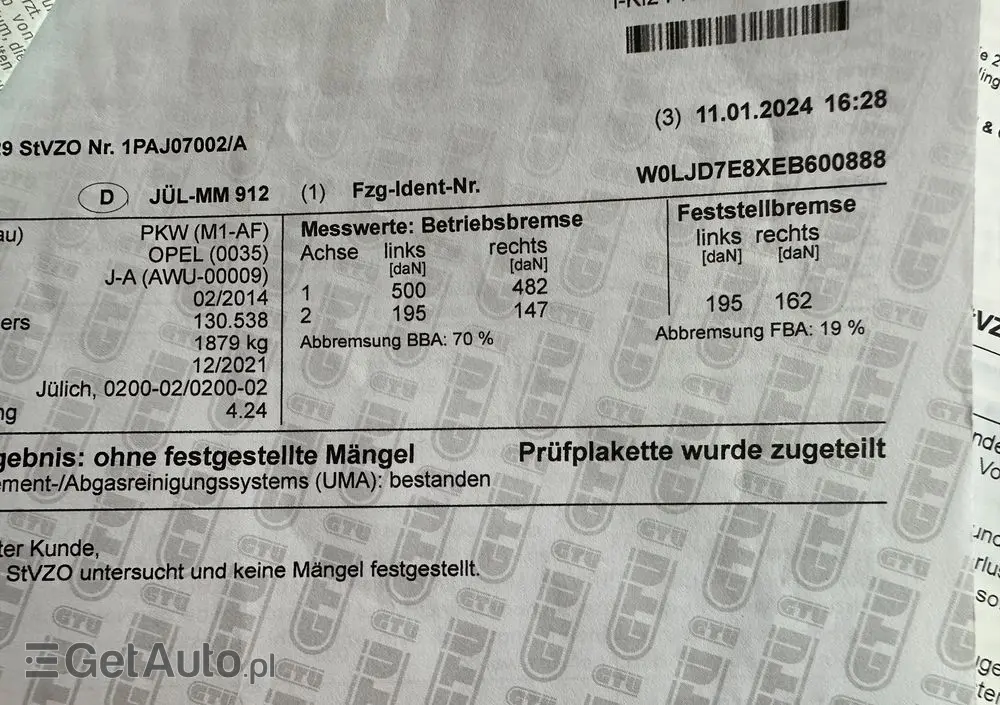 (3) 11.01.2024 16:28
29 StVZO Nr. 1PAJ07002/A
D JÜL-MM 912 (1) Fzg-Ident-Nr. W0LJD7E8XEB600888
au) PKW (M1-AF)
OPEL (0035)
J-A (AWU-00009)
02/2014
ers 130.538
1879 kg
12/2021
Jülich, 0200-02/0200-02
ng 4.24
Messwerte: Betriebsbremse
Achse links rechts
[daN] [daN]
1 500 482
2 195 147
Abbremsung BBA: 70 %
Feststellbremse
links rechts
[daN] [daN]
195 162
Abbremsung FBA: 19 %
gebnis: ohne festgestellte Mängel Prüfplakette wurde zugeteilt
ement-/Abgasreinigungssystems (UMA): bestanden
ter Kunde,
StVZO untersucht und keine Mängel festgestellt.
GTÜ
GetAuto.pl